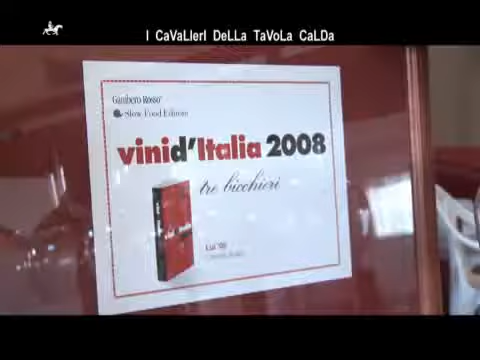 I CaVaLIerI DeLLa TaVoLa CaLDa
Gambero Rosso
Slow Food Editore
vinid'Italia 2008
tre bicchieri